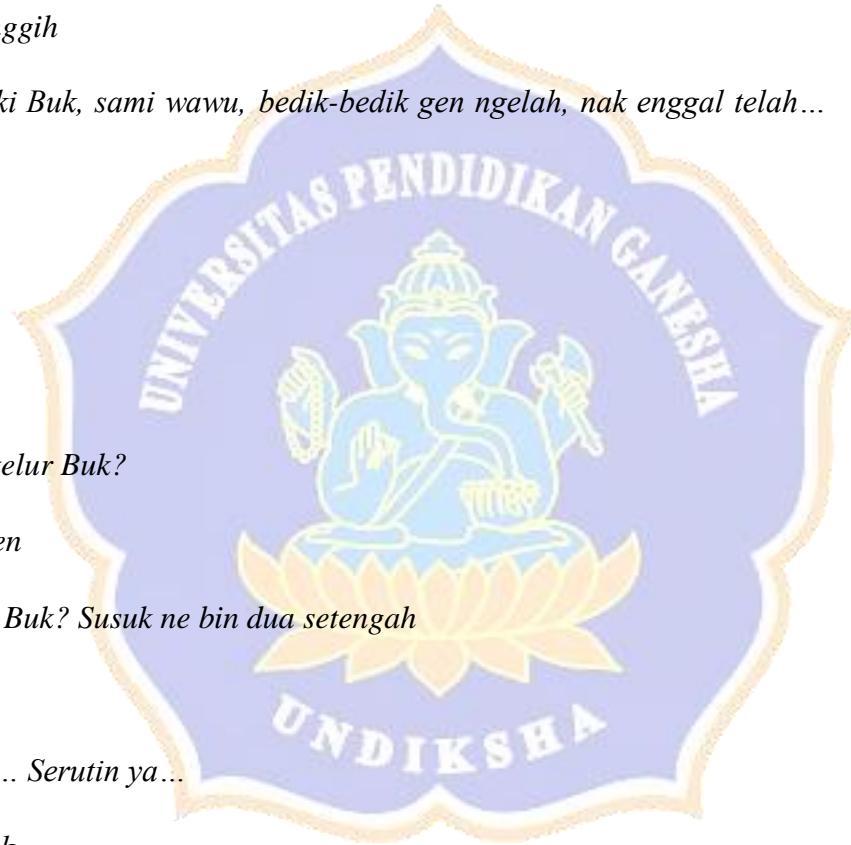 ggih
ki Buk, sami wawu, bedik-bedik gen ngelah, nak enggal telah…
UNIVERSITAS PENDIDIKAN GANESHA
elur Buk?
en
Buk? Susuk ne bin dua setengah
UNDIKSHA
.. Serutin ya…